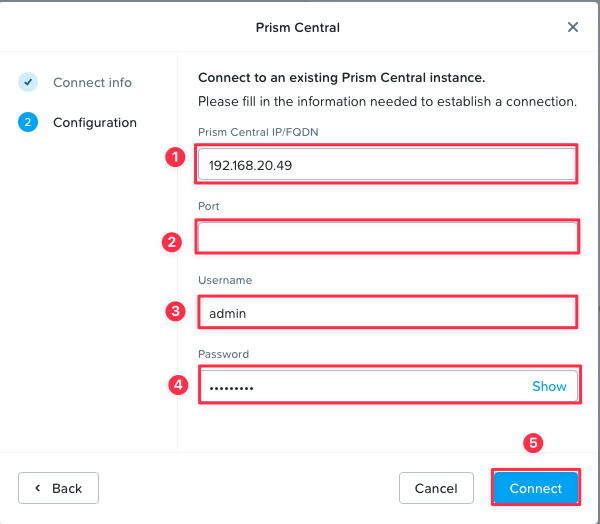 Prism Central
Connect info
2 Configuration
Connect to an existing Prism Central instance.
Please fill in the information needed to establish a connection.
Prism Central IP/FQDN
1 192.168.20.49
Port
2
Username
3 admin
Password
4 ••••••••• Show
5
Back Cancel Connect